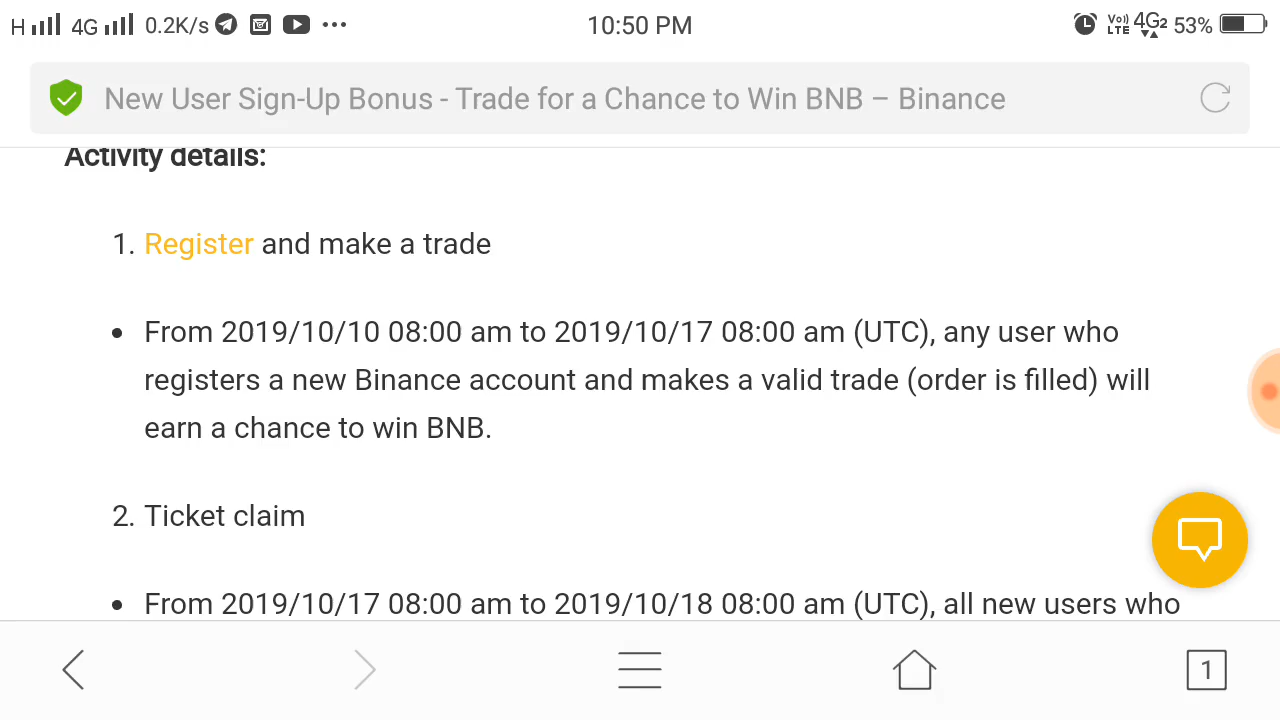 H 4G 0.2K/s ••• 10:50 PM Vo) LTE 4G2 53%
New User Sign-Up Bonus - Trade for a Chance to Win BNB – Binance
Activity details:
1. Register and make a trade
• From 2019/10/10 08:00 am to 2019/10/17 08:00 am (UTC), any user who
registers a new Binance account and makes a valid trade (order is filled) will
earn a chance to win BNB.
2. Ticket claim
• From 2019/10/17 08:00 am to 2019/10/18 08:00 am (UTC), all new users who
1